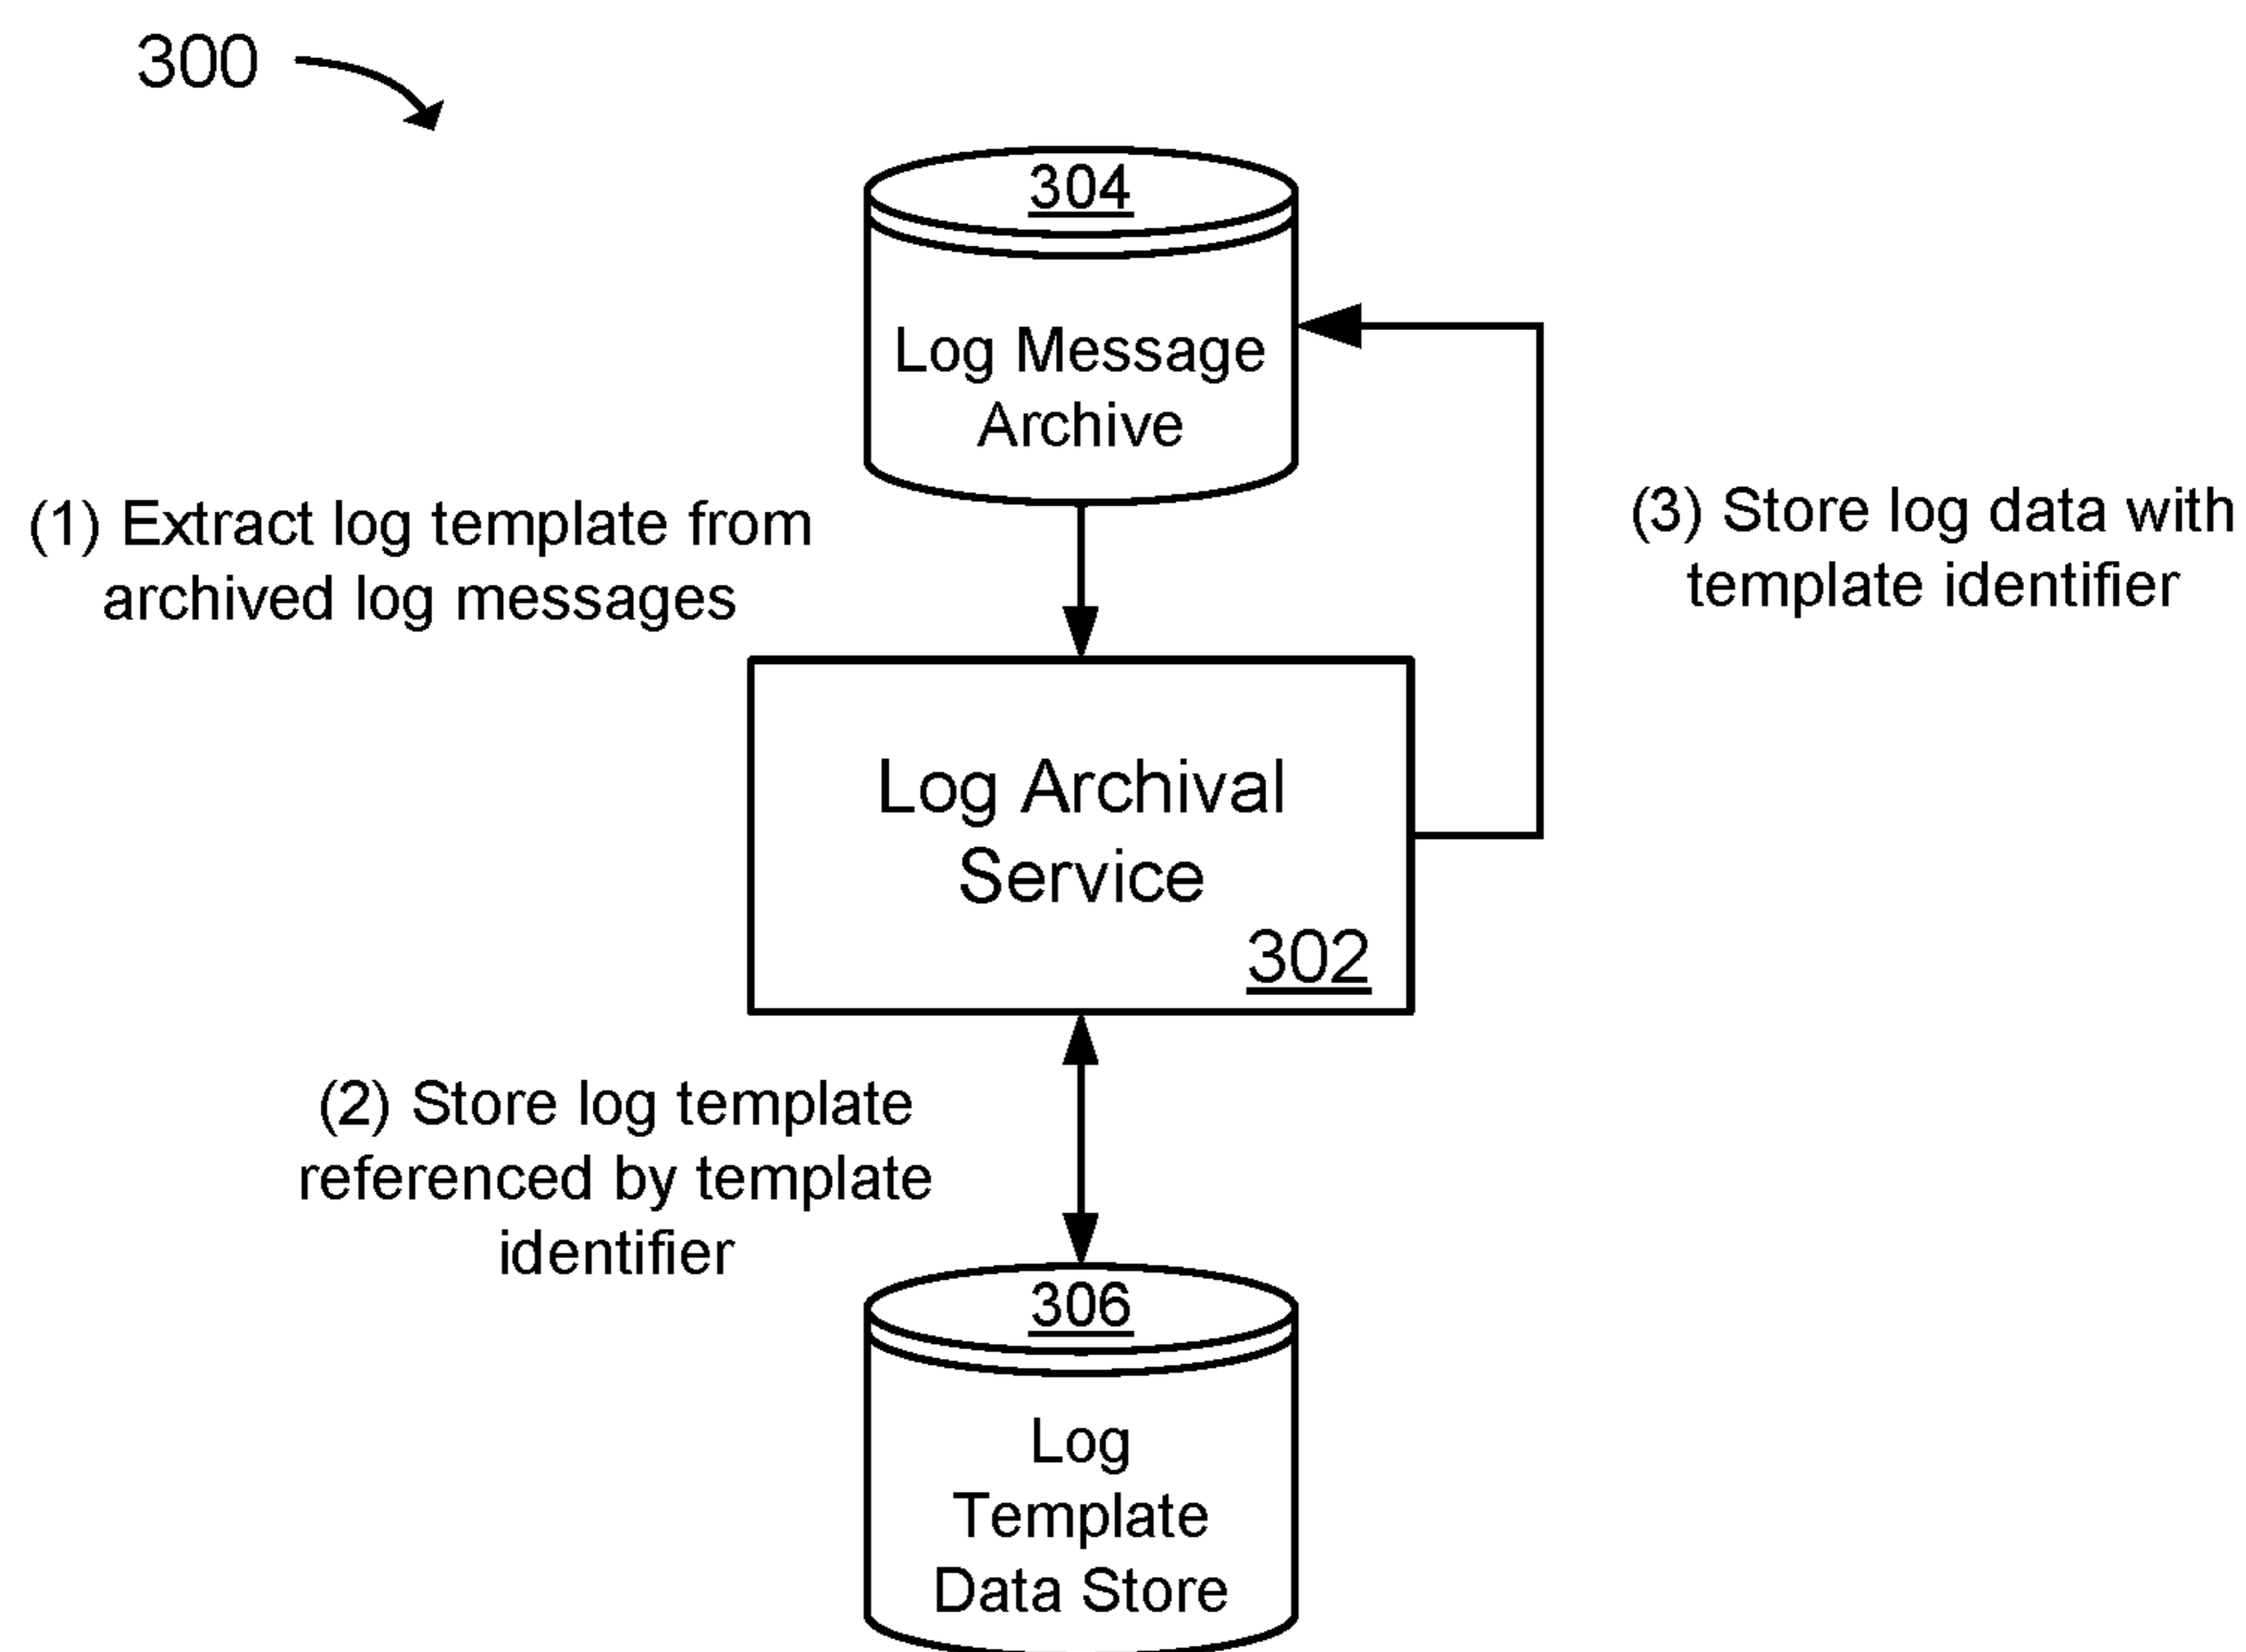 300
304
Log Message
Archive
(1) Extract log template from
archived log messages
(3) Store log data with
template identifier
Log Archival
Service
302
(2) Store log template
referenced by template
identifier
306
Log
Template
Data Store